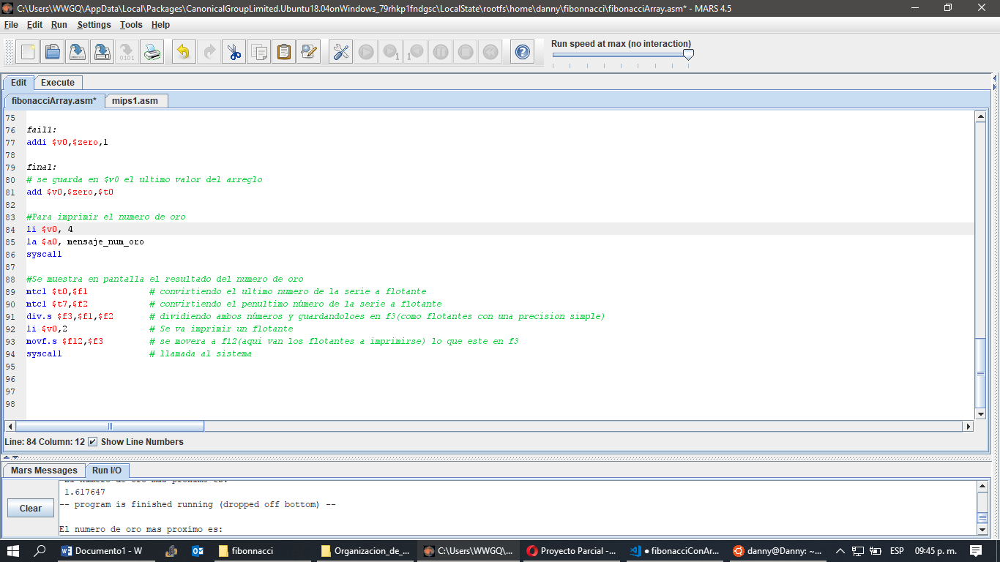 C:\Users\WWGQ\AppData\Local\Packages\CanonicalGroupLimited.Ubuntu18.04onWindows_79rhkp1fndgsc\LocalState\rootfs\home\danny\fibonnacci\fibonacciArray.asm* - MARS 4.5
File Edit Run Settings Tools Help
Run speed at max (no interaction)
Edit Execute
fibonacciArray.asm* mips1.asm
75
76 fail1:
77 addi $v0,$zero,1
78
79 final:
80 # se guarda en $v0 el ultimo valor del arreglo
81 add $v0,$zero,$t0
82
83 #Para imprimir el numero de oro
84 li $v0, 4
85 la $a0, mensaje_num_oro
86 syscall
87
88 #Se muestra en pantalla el resultado del numero de oro
89 mtc1 $t0,$f1 # convirtiendo el ultimo numero de la serie a flotante
90 mtc1 $t7,$f2 # convirtiendo el penultimo número de la serie a flotante
91 div.s $f3,$f1,$f2 # dividiendo ambos números y guardandoloes en f3(como flotantes con una precision simple)
92 li $v0,2 # Se va imprimir un flotante
93 movf.s $f12,$f3 # se movera a f12(aqui van los flotantes a imprimirse) lo que este en f3
94 syscall # llamada al sistema
95
96
97
98
Line: 84 Column: 12 Show Line Numbers
Mars Messages Run I/O
El numero de oro mas proximo es:
1.617647
-- program is finished running (dropped off bottom) --
Clear
El numero de oro mas proximo es:
Documento1 - W fibonnacci Organizacion_de_... C:\Users\WWGQ\... Proyecto Parcial -... ● fibonacciConAr... danny@Danny: ~... ESP 09:45 p. m.